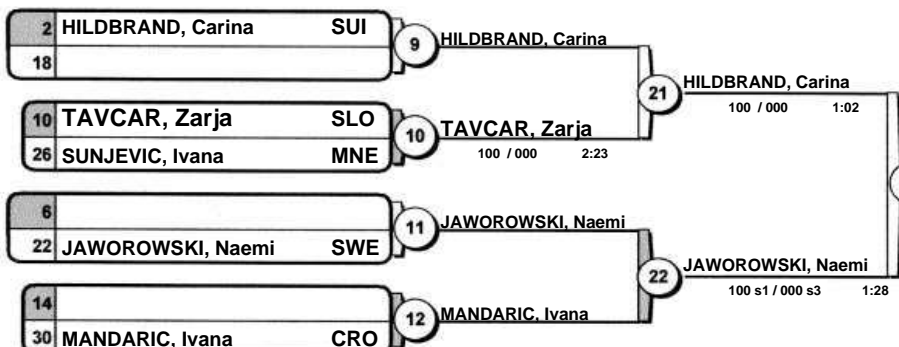 2 HILDBRAND, Carina SUI
18
9 HILDBRAND, Carina
10 TAVCAR, Zarja SLO
26 SUNJEVIC, Ivana MNE
10 TAVCAR, Zarja
100 / 000 2:23
21 HILDBRAND, Carina
100 / 000 1:02
6
22 JAWOROWSKI, Naemi SWE
11 JAWOROWSKI, Naemi
14
30 MANDARIC, Ivana CRO
12 MANDARIC, Ivana
22 JAWOROWSKI, Naemi
100 s1 / 000 s3 1:28